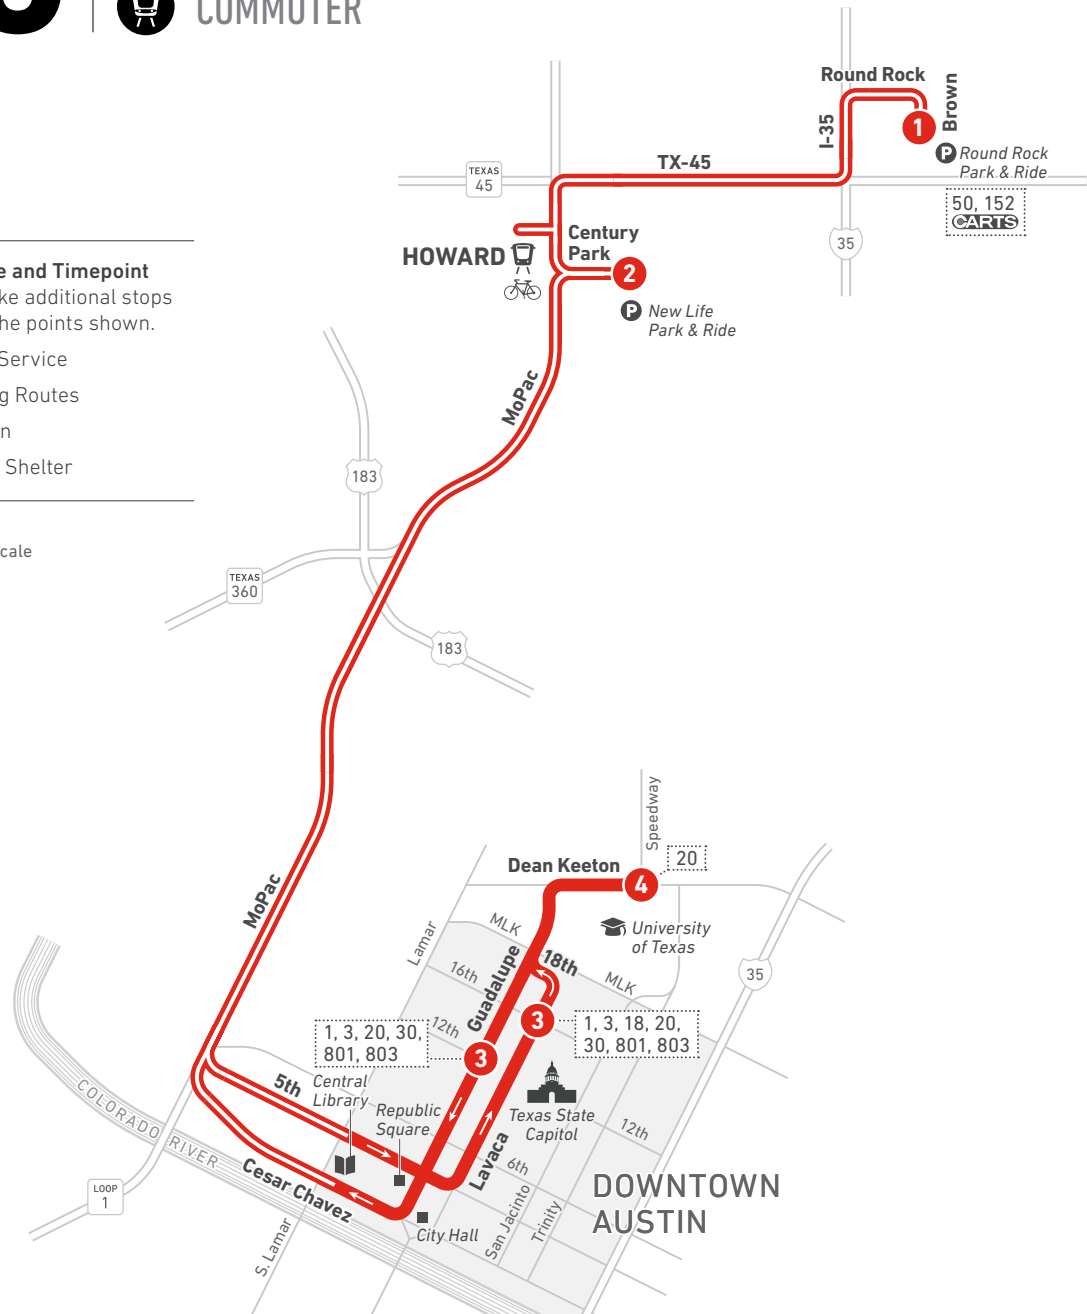 COMMUTER
Round Rock
Brown
I-35
1
P Round Rock
Park & Ride
TX-45
TEXAS
45
50, 152
CARTS
35
Century
Park
HOWARD
2
P New Life
Park & Ride
e and Timepoint
ke additional stops
he points shown.
Service
g Routes
n
Shelter
cale
MoPac
183
TEXAS
360
183
Speedway
20
Dean Keeton
4
MoPac
University
of Texas
MLK
Lamar
18th
Guadalupe
16th
MLK
35
12th
3
1, 3, 20, 30,
801, 803
1, 3, 18, 20,
30, 801, 803
3
5th
Central
Library
Republic
Square
Texas State
Capitol
12th
COLORADO RIVER
Lavaca
6th
Cesar Chavez
LOOP
1
DOWNTOWN
AUSTIN
San Jacinto
Trinity
City Hall
S. Lamar